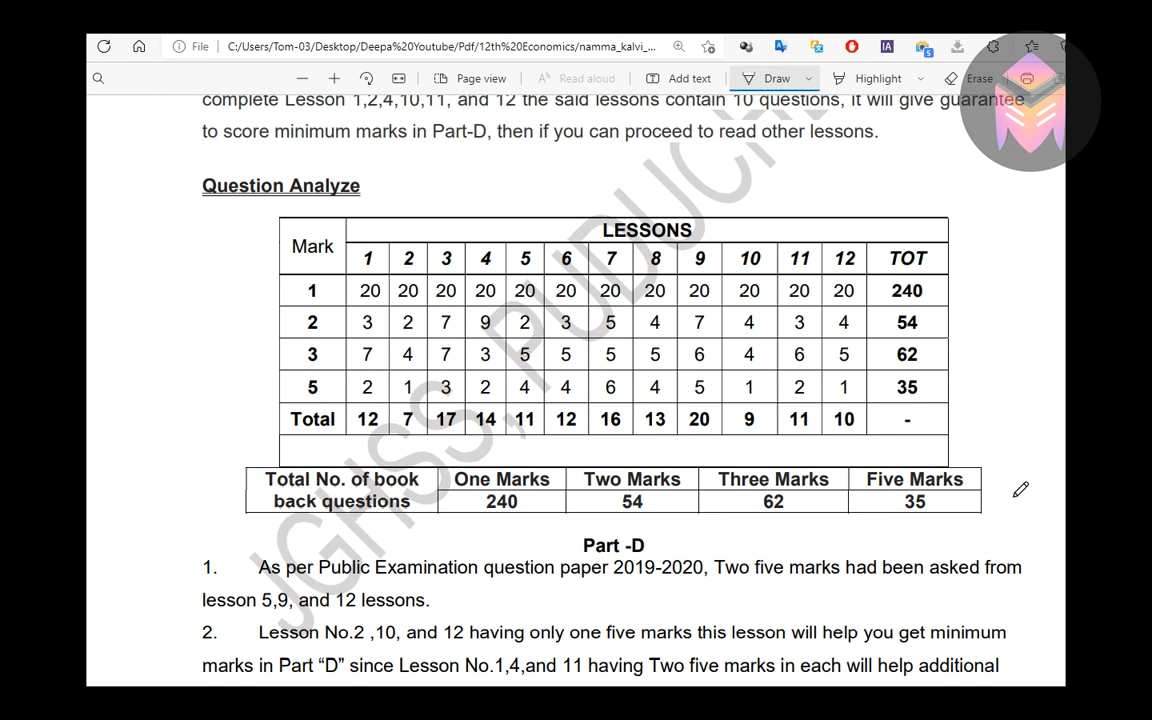 File C:/Users/Tom-03/Desktop/Deepa%20Youtube/Pdf/12th%20Economics/namma_kalvi_...
Page view Read aloud Add text Draw Highlight Erase
complete Lesson 1,2,4,10,11, and 12 the said lessons contain 10 questions, It will give guarantee
to score minimum marks in Part-D, then if you can proceed to read other lessons.
Question Analyze
Mark LESSONS
1 2 3 4 5 6 7 8 9 10 11 12 TOT
1 20 20 20 20 20 20 20 20 20 20 20 20 240
2 3 2 7 9 2 3 5 4 7 4 3 4 54
3 7 4 7 3 5 5 5 5 6 4 6 5 62
5 2 1 3 2 4 4 6 4 5 1 2 1 35
Total 12 7 17 14 11 12 16 13 20 9 11 10 -
Total No. of book One Marks Two Marks Three Marks Five Marks
back questions 240 54 62 35
Part -D
1. As per Public Examination question paper 2019-2020, Two five marks had been asked from
lesson 5,9, and 12 lessons.
2. Lesson No.2 ,10, and 12 having only one five marks this lesson will help you get minimum
marks in Part “D” since Lesson No.1,4,and 11 having Two five marks in each will help additional
JGHSS, PUDUCH